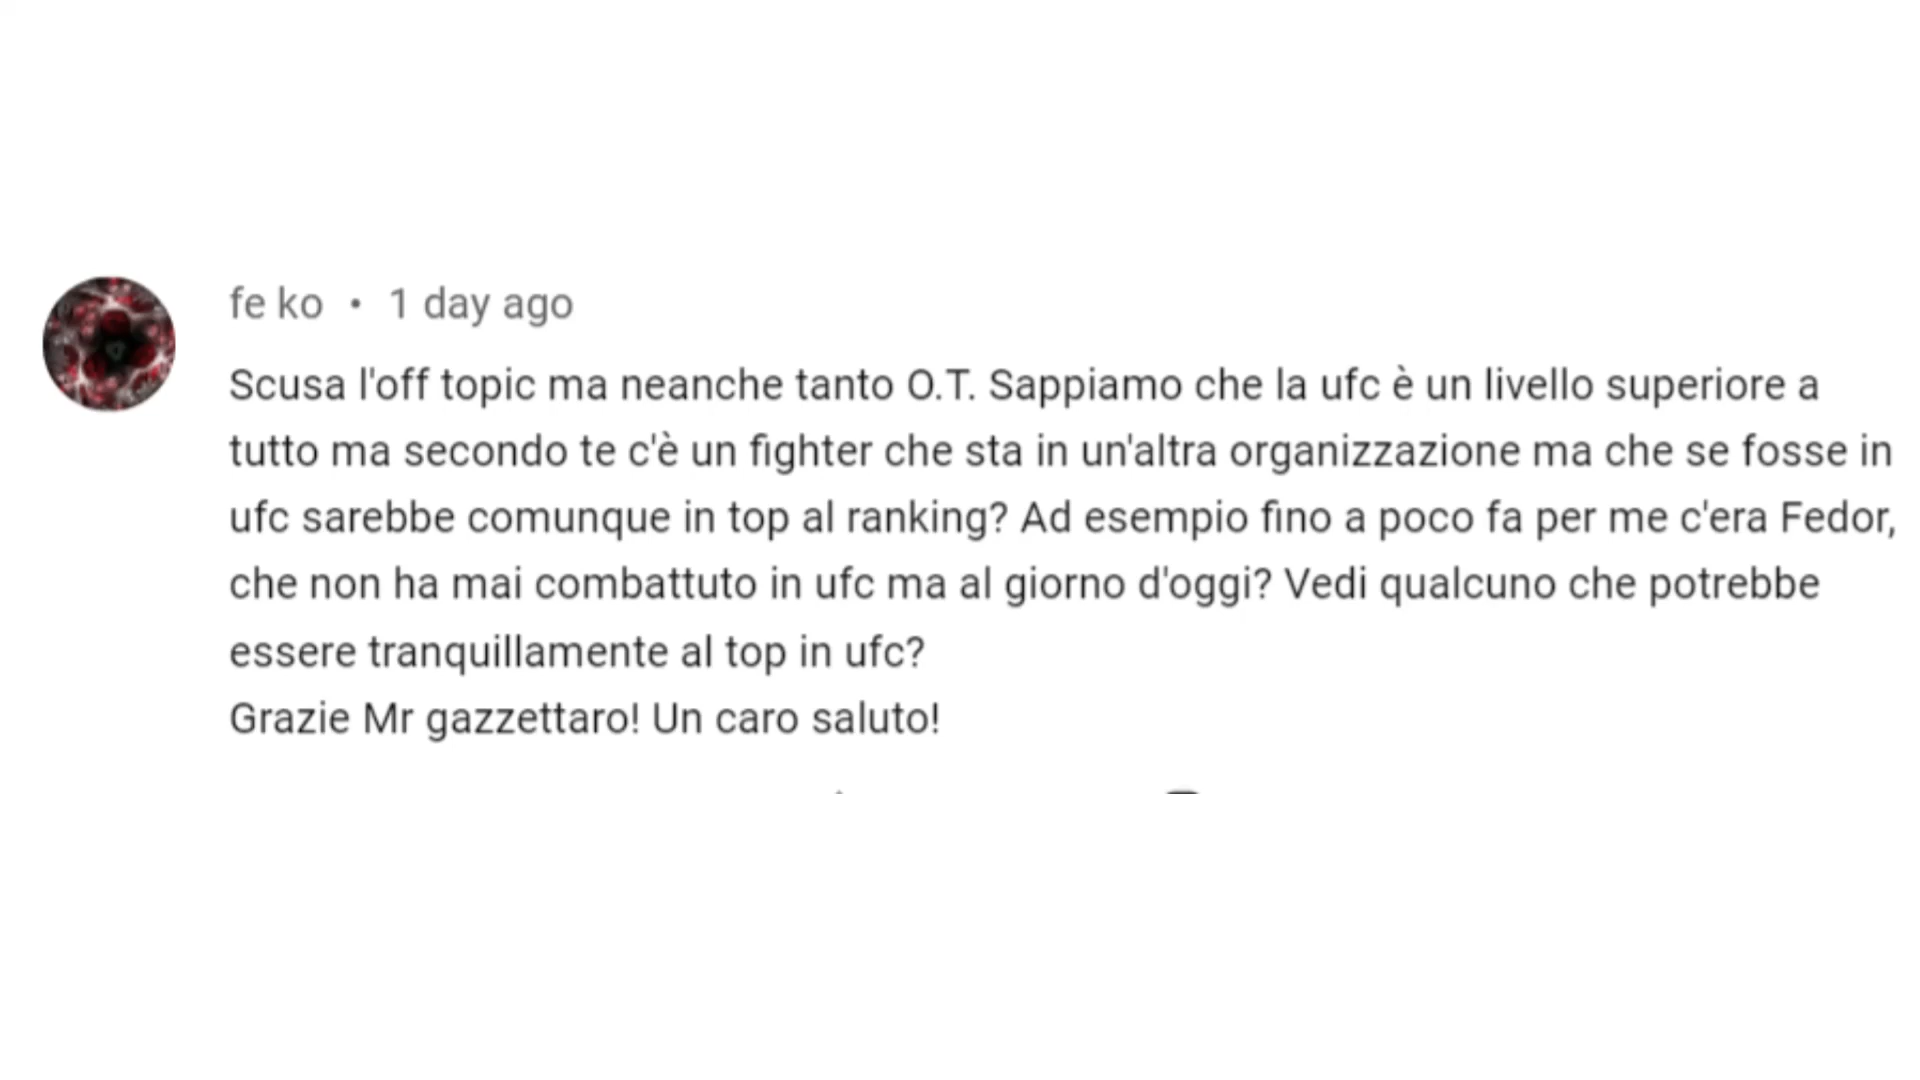 fe ko • 1 day ago
Scusa l'off topic ma neanche tanto O.T. Sappiamo che la ufc è un livello superiore a
tutto ma secondo te c'è un fighter che sta in un'altra organizzazione ma che se fosse in
ufc sarebbe comunque in top al ranking? Ad esempio fino a poco fa per me c'era Fedor,
che non ha mai combattuto in ufc ma al giorno d'oggi? Vedi qualcuno che potrebbe
essere tranquillamente al top in ufc?
Grazie Mr gazzettaro! Un caro saluto!